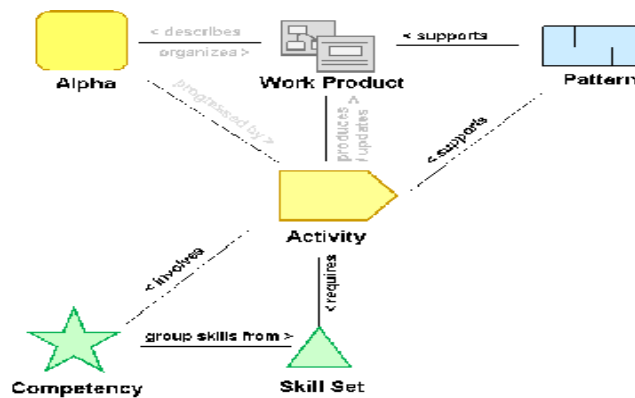 < describes
organizea >
< supports
Alpha
Work Product
Pattern
progressed by >
produces
/ updates >
< supports
Activity
< involves
< requires
group skills from >
Competency
Skill Set